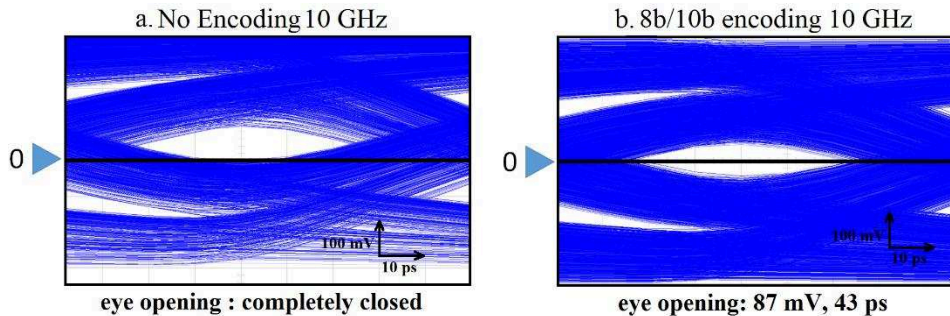 a. No Encoding 10 GHz
b. 8b/10b encoding 10 GHz
0
100 mV
10 ps
0
100 mV
10 ps
eye opening : completely closed
eye opening: 87 mV, 43 ps